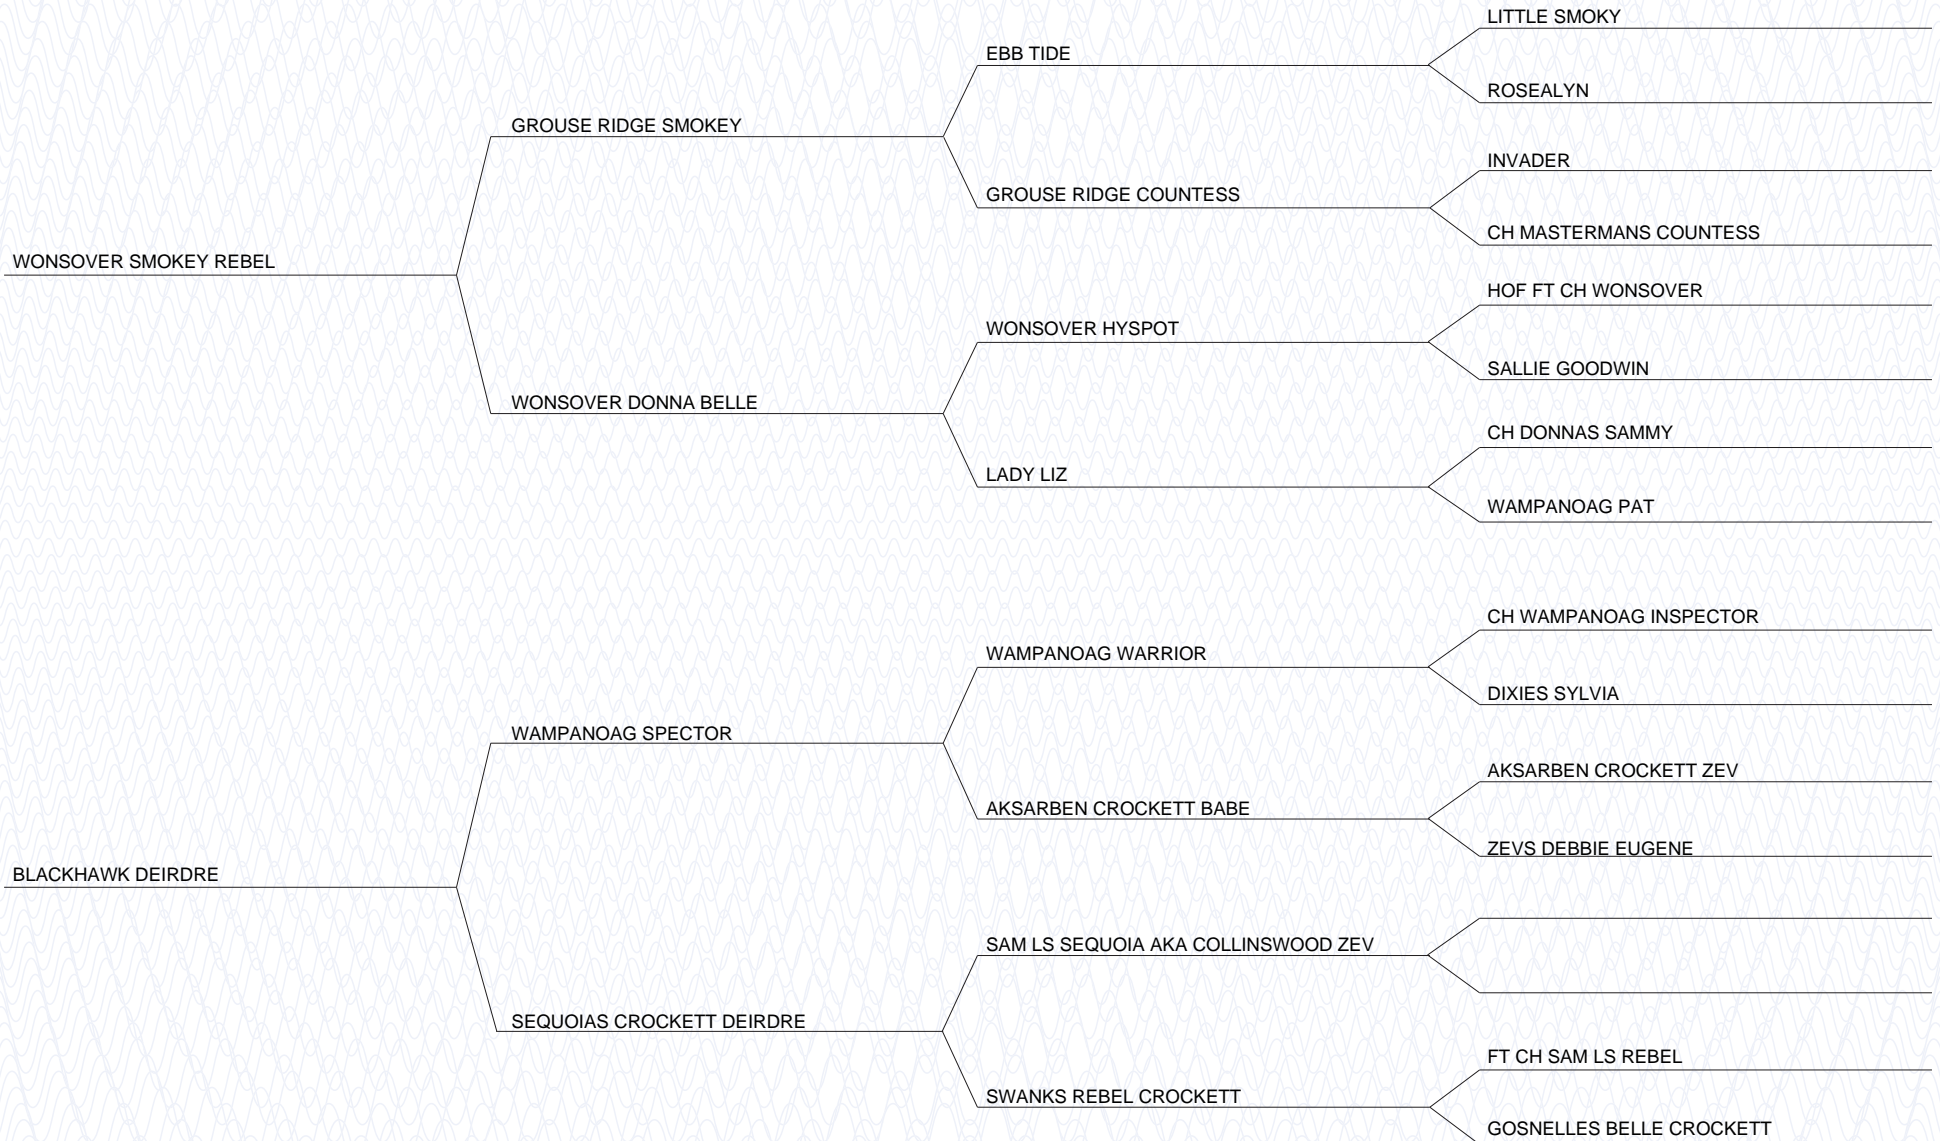 LITTLE SMOKY
EBB TIDE
ROSEALYN
GROUSE RIDGE SMOKEY
INVADER
GROUSE RIDGE COUNTESS
CH MASTERMANS COUNTESS
WONSOVER SMOKEY REBEL
HOF FT CH WONSOVER
WONSOVER HYSPOT
SALLIE GOODWIN
WONSOVER DONNA BELLE
CH DONNAS SAMMY
LADY LIZ
WAMPANOAG PAT
CH WAMPANOAG INSPECTOR
WAMPANOAG WARRIOR
DIXIES SYLVIA
WAMPANOAG SPECTOR
AKSARBEN CROCKETT ZEV
AKSARBEN CROCKETT BABE
ZEVS DEBBIE EUGENE
BLACKHAWK DEIRDRE
SAM LS SEQUOIA AKA COLLINSWOOD ZEV
SEQUOIAS CROCKETT DEIRDRE
FT CH SAM LS REBEL
SWANKS REBEL CROCKETT
GOSNELLES BELLE CROCKETT